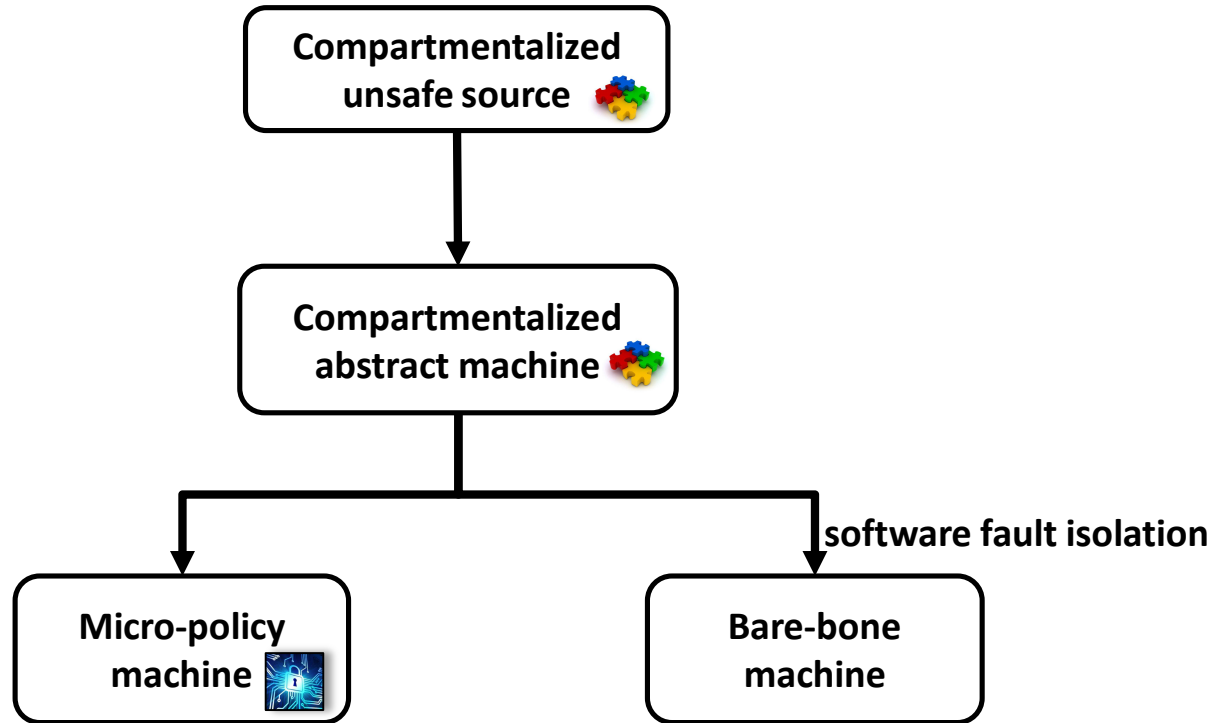 Compartmentalized
unsafe source
Compartmentalized
abstract machine
software fault isolation
Micro-policy
machine
Bare-bone
machine